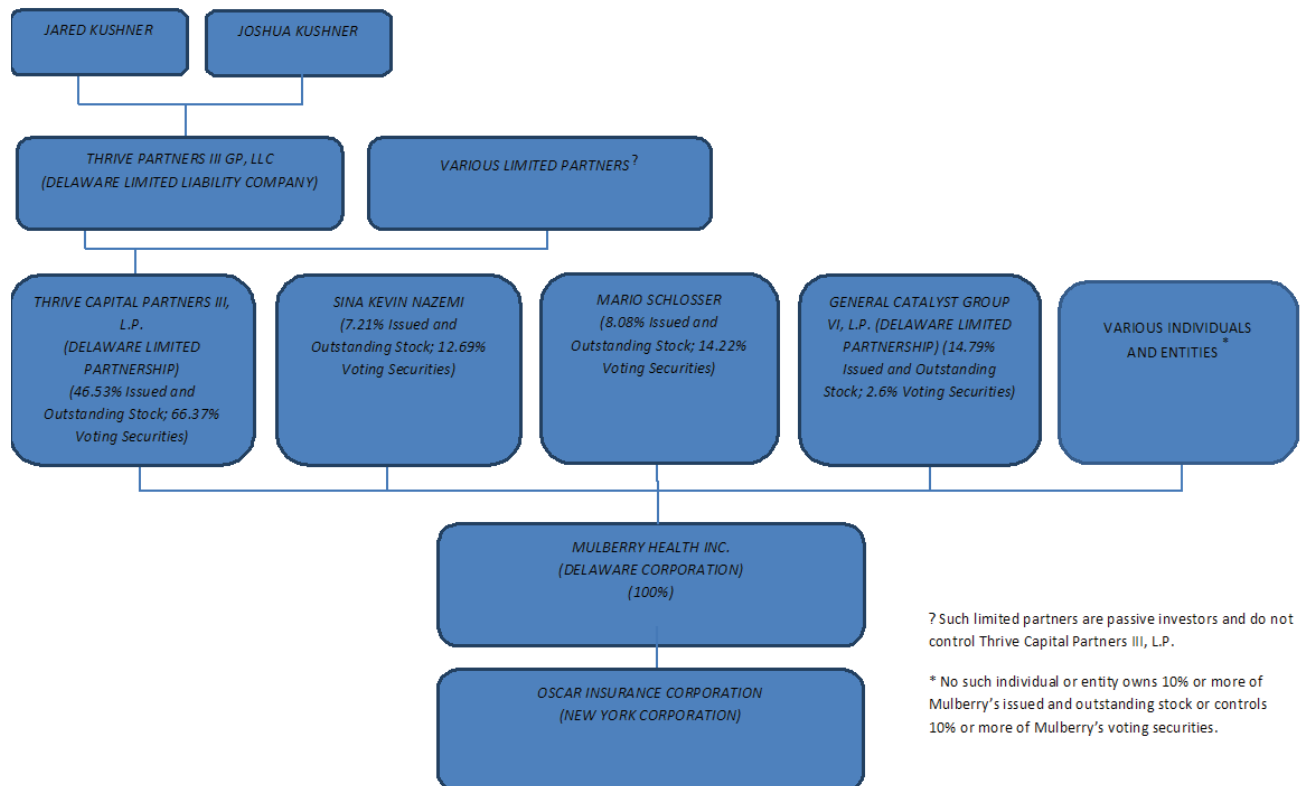 JARED KUSHNER
JOSHUA KUSHNER
THRIVE PARTNERS III GP, LLC
(DELAWARE LIMITED LIABILITY COMPANY)
VARIOUS LIMITED PARTNERS?
THRIVE CAPITAL PARTNERS III,
L.P.
(DELAWARE LIMITED
PARTNERSHIP)
(46.53% Issued and
Outstanding Stock; 66.37%
Voting Securities)
SINA KEVIN NAZEMI
(7.21% Issued and
Outstanding Stock; 12.69%
Voting Securities)
MARIO SCHLOSSER
(8.08% Issued and
Outstanding Stock; 14.22%
Voting Securities)
GENERAL CATALYST GROUP
VI, L.P. (DELAWARE LIMITED
PARTNERSHIP) (14.79%
Issued and Outstanding
Stock; 2.6% Voting Securities)
VARIOUS INDIVIDUALS
AND ENTITIES *
MULBERRY HEALTH INC.
(DELAWARE CORPORATION)
(100%)
OSCAR INSURANCE CORPORATION
(NEW YORK CORPORATION)
? Such limited partners are passive investors and do not
control Thrive Capital Partners III, L.P.
* No such individual or entity owns 10% or more of
Mulberry’s issued and outstanding stock or controls
10% or more of Mulberry’s voting securities.